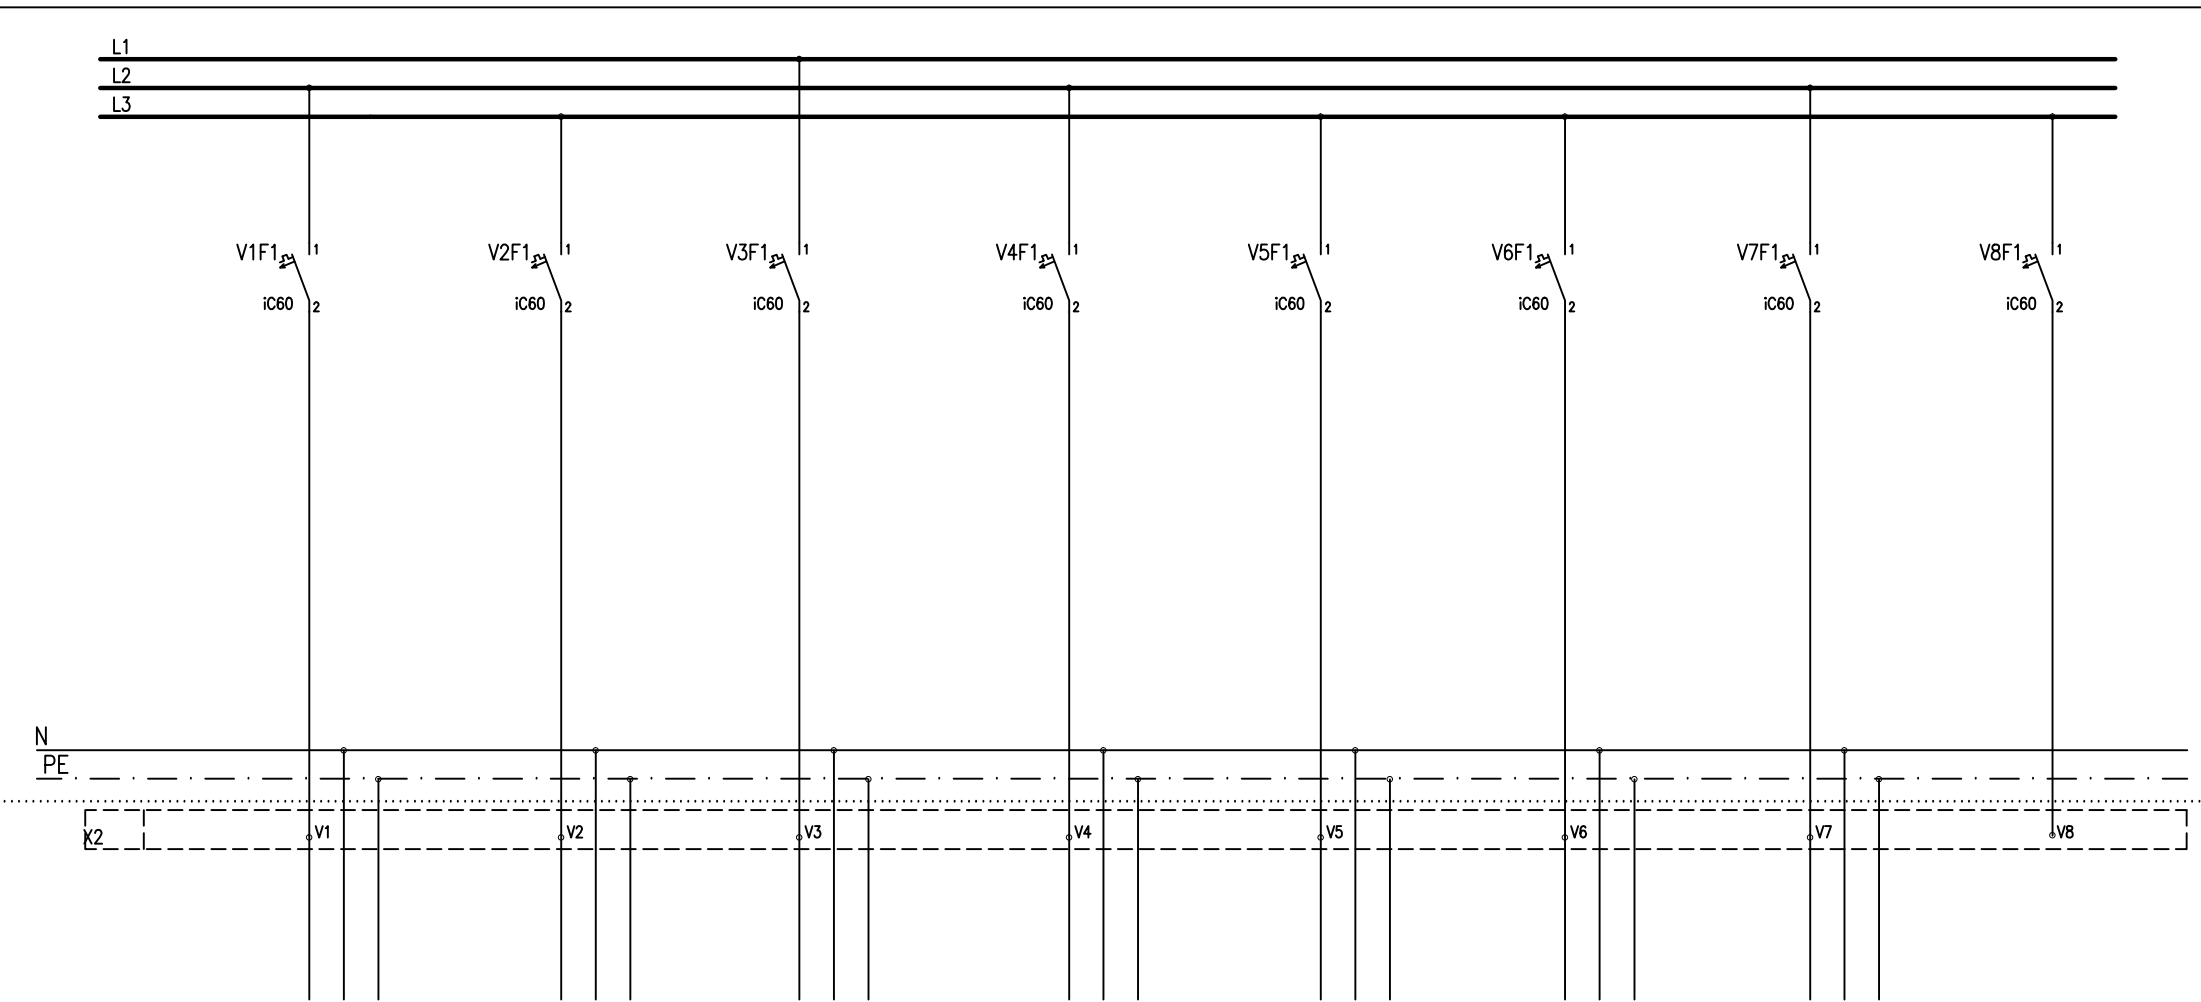 L1
L2
L3
V1F1 1 V2F1 1 V3F1 1 V4F1 1 V5F1 1 V6F1 1 V7F1 1 V8F1 1
iC60 2 iC60 2 iC60 2 iC60 2 iC60 2 iC60 2 iC60 2 iC60 2
N
PE
X2 V1 V2 V3 V4 V5 V6 V7 V8